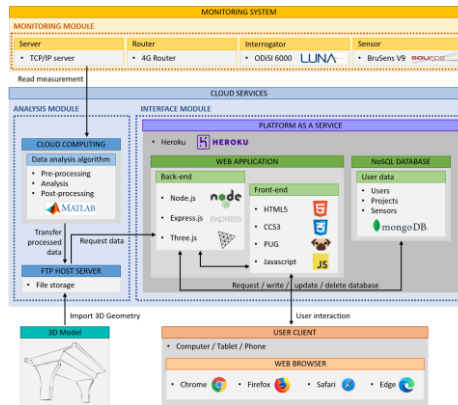 MONITORING SYSTEM
MONITORING MODULE
Server
• TCP/IP server
Router
• 4G Router
Interrogator
• ODiSI 6000 LUNA
Sensor
• BruSens V9 SOLIFOS
Read measurement
CLOUD SERVICES
ANALYSIS MODULE
INTERFACE MODULE
CLOUD COMPUTING
Data analysis algorithm
• Pre-processing
• Analysis
• Post-processing
MATLAB
Transfer
processed
data
Request data
FTP HOST SERVER
• File storage
PLATFORM AS A SERVICE
• Heroku HEROKU
WEB APPLICATION
Back-end
• Node.js node
JS
• Express.js express
• Three.js
Front-end
• HTML5 5
• CCS3 3
• PUG
• Javascript JS
NoSQL DATABASE
User data
• Users
• Projects
• Sensors
mongoDB.
Request / write / update / delete database
Import 3D Geometry
User interaction
3D Model
USER CLIENT
• Computer / Tablet / Phone
WEB BROWSER
• Chrome
• Firefox
• Safari
• Edge